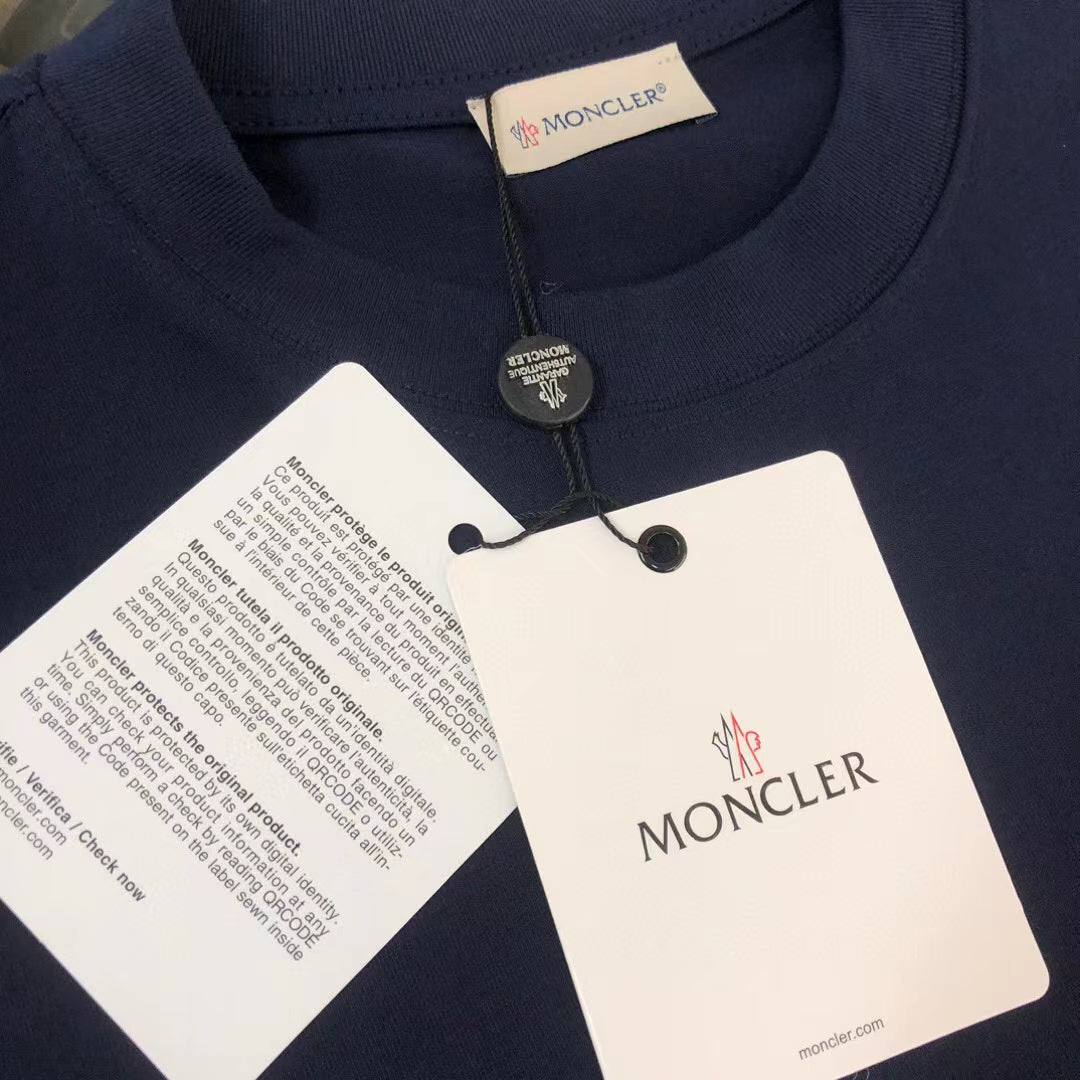 MONCLER®
MONCLER
AUTHENTIQUE
GARANTIE
Moncler protège le produit
Ce produit est protégé par une identité
Vous pouvez vérifier à tout moment
la qualité et la provenance du produit en
un simple contrôle par la lecture du QRCODE ou
par le biais du Code se trouvant sur l'étiquette cou-
sue à l'intérieur de cette pièce.
Moncler tutela il prodotto originale.
Questo prodotto è tutelato da un'identità digitale.
In qualsiasi momento può verificare l'autenticità, la
qualità e la provenienza del prodotto facendo un
semplice controllo, leggendo il QRCODE o utiliz-
zando il Codice presente sull'etichetta cucita all'in-
terno di questo capo.
Moncler protects the original product.
This product is protected by its own digital identity.
You can check your product information at any
time. Simply perform a check by reading QRCODE
or using the Code present on the label sewn inside
this garment.
/ Verifica / Check now
moncler.com
MONCLER
moncler.com